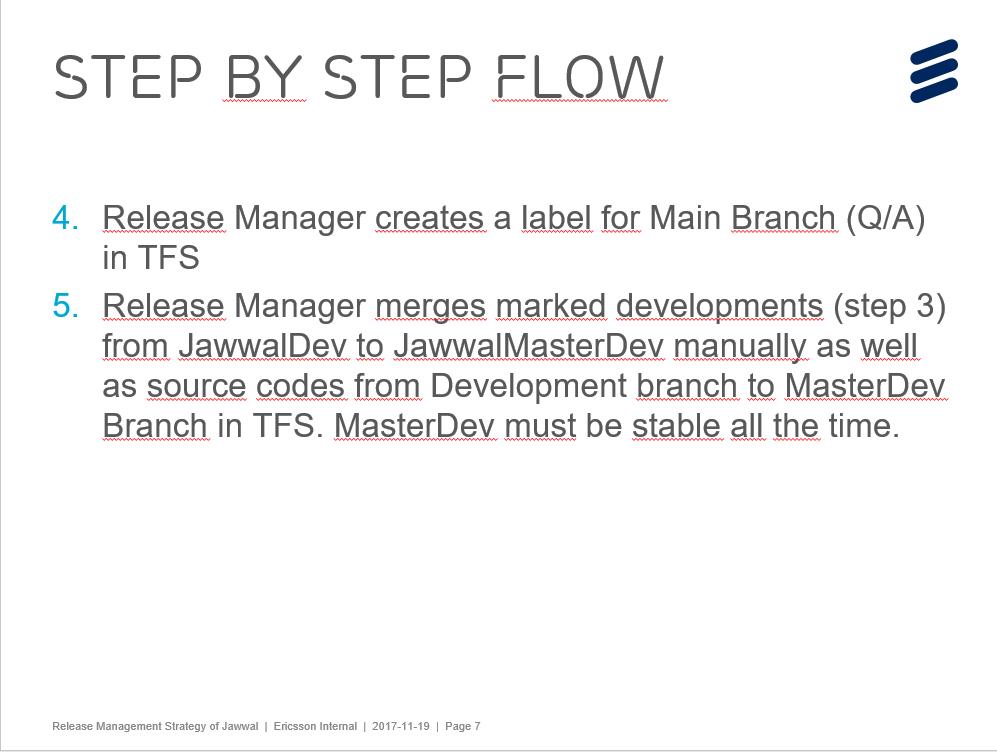 STEP BY STEP FLOW
4. Release Manager creates a label for Main Branch (Q/A)
in TFS
5. Release Manager merges marked developments (step 3)
from JawwalDev to JawwalMasterDev manually as well
as source codes from Development branch to MasterDev
Branch in TFS. MasterDev must be stable all the time.
Release Management Strategy of Jawwal | Ericsson Internal | 2017-11-19 | Page 7